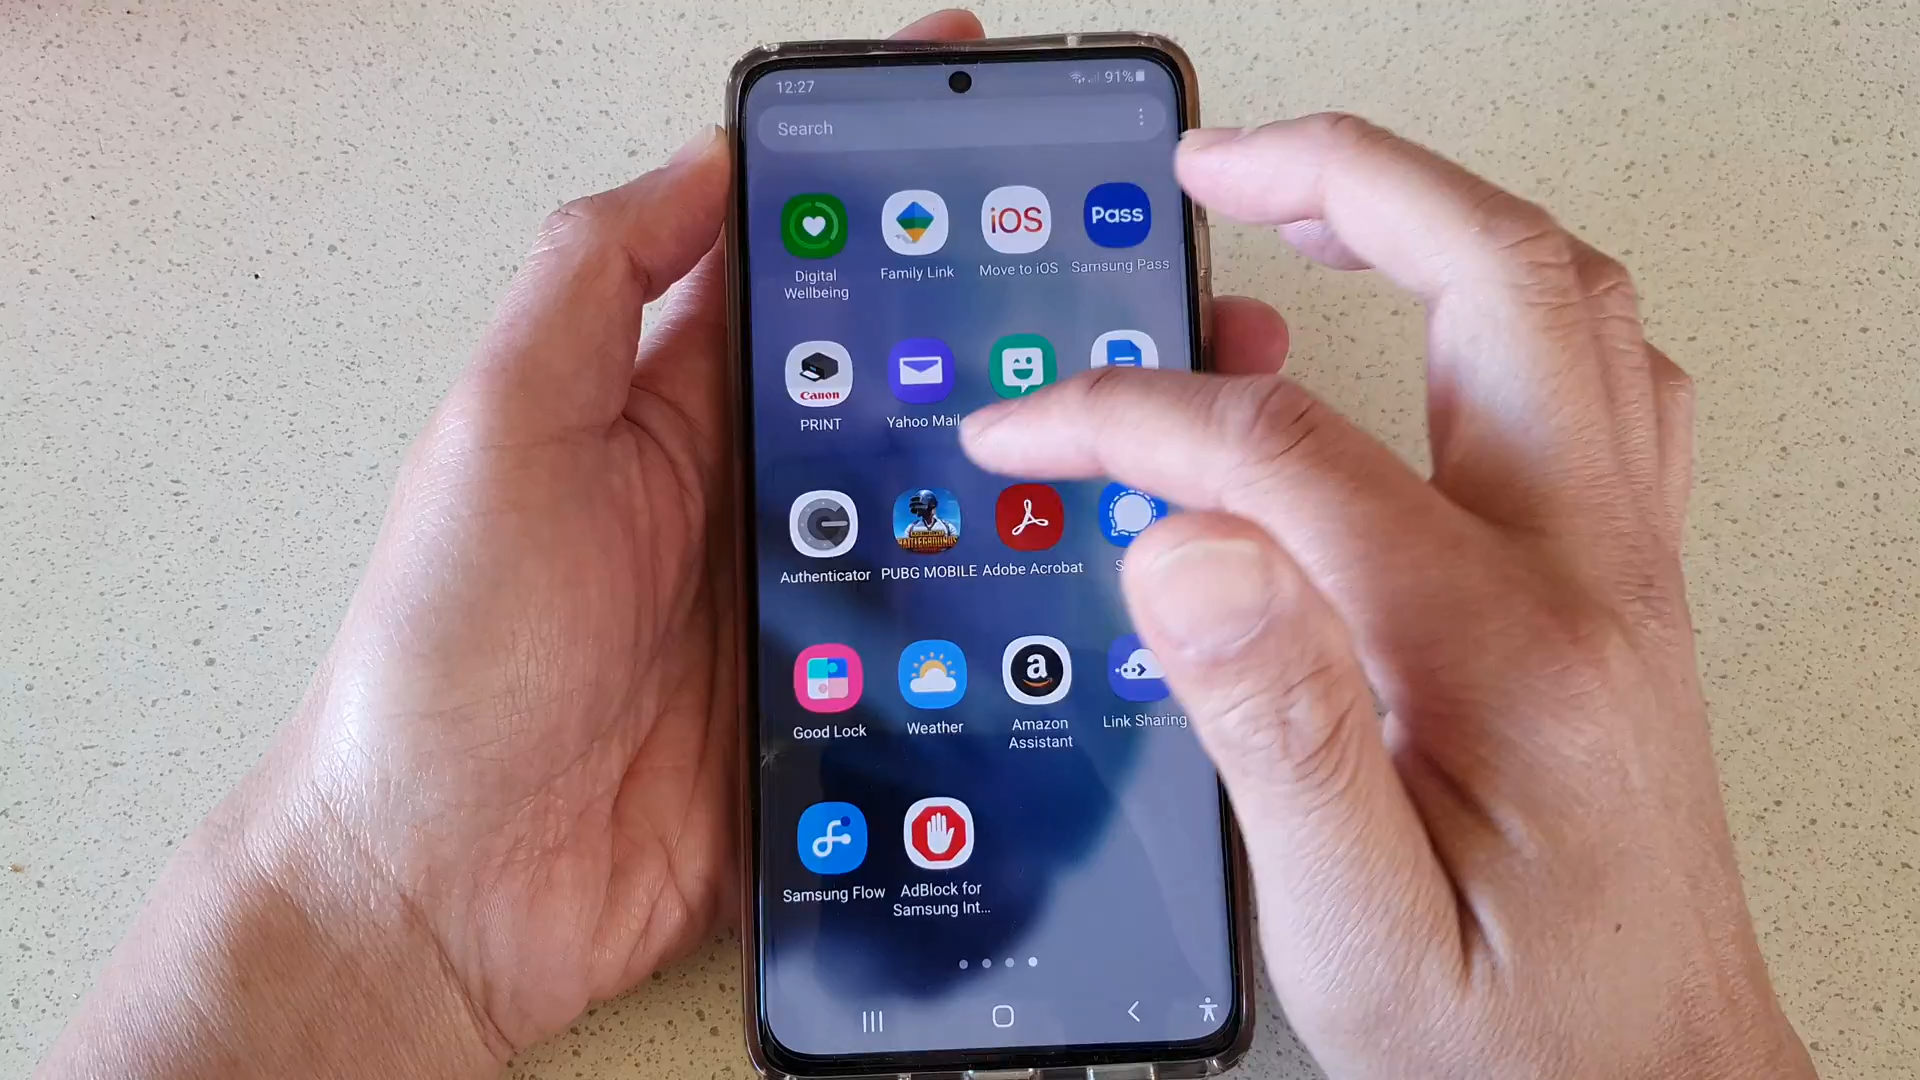 12:27
91%
Search
iOS
Pass
Digital
Wellbeing
Family Link
Move to iOS
Samsung Pass
Canon
PRINT
Yahoo Mail
BATTLEGROUNDS
Authenticator
PUBG MOBILE
Adobe Acrobat
S
a
Good Lock
Weather
Amazon
Assistant
Link Sharing
Samsung Flow
AdBlock for
Samsung Int...